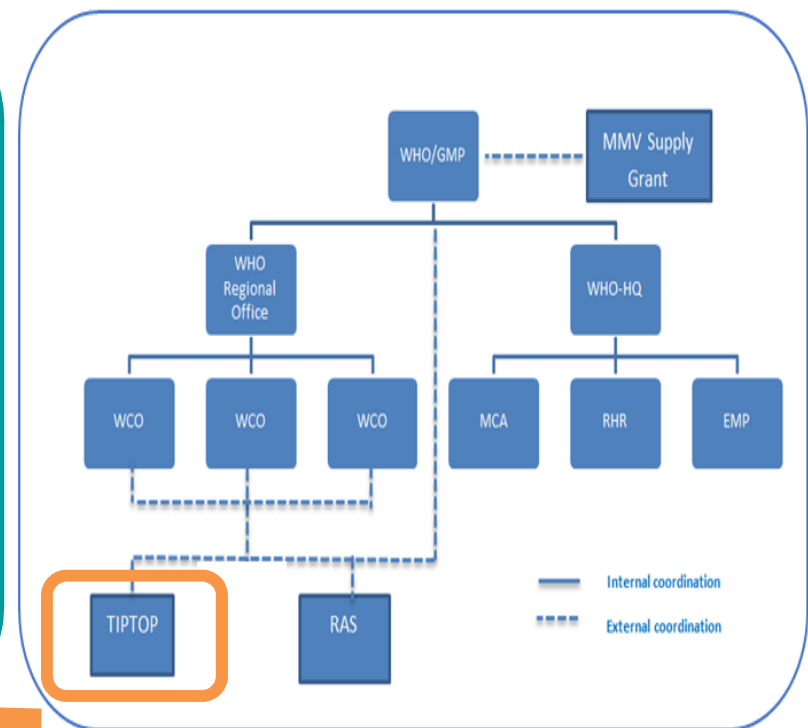 WHO/GMP
MMV Supply
Grant
WHO
Regional
Office
WHO-HQ
WCO
WCO
WCO
MCA
RHR
EMP
TIPTOP
RAS
Internal coordination
External coordination